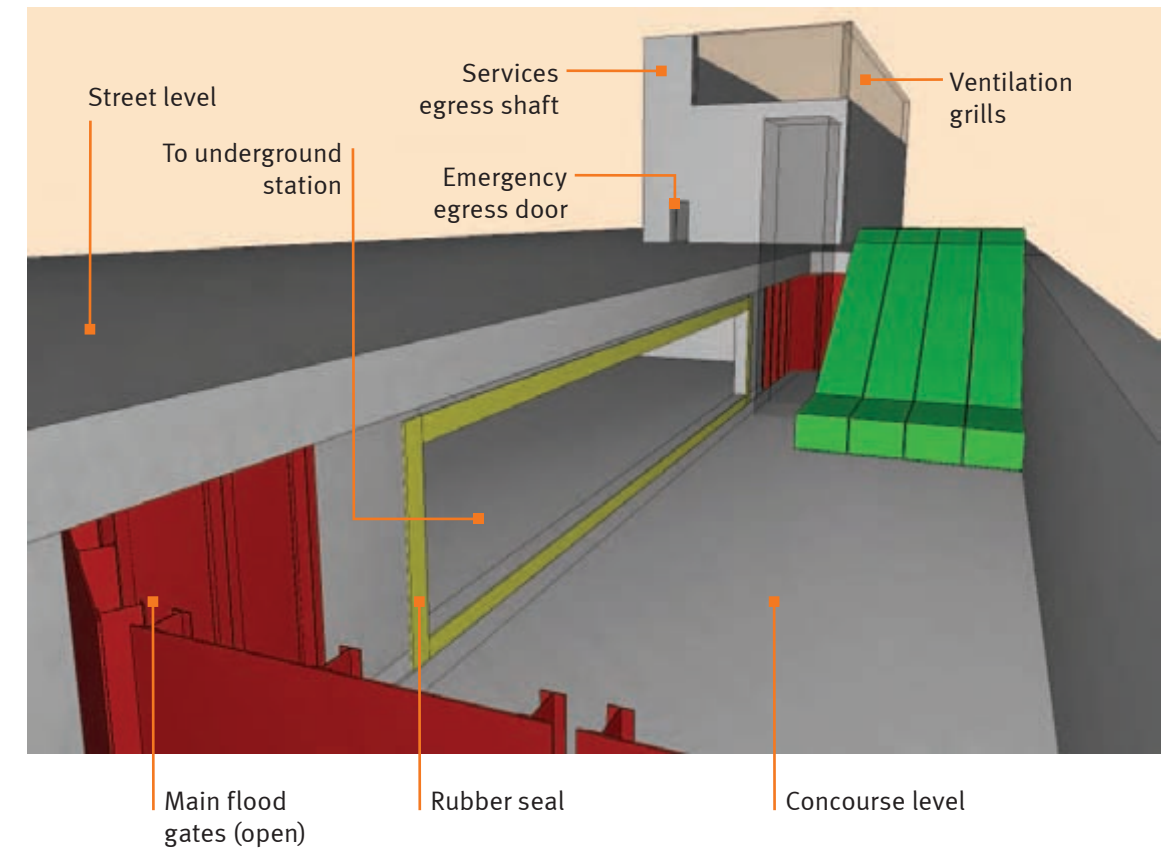 Services
egress shaft
Ventilation
grills
Street level
To underground
station
Emergency
egress door
Main flood
gates (open)
Rubber seal
Concourse level